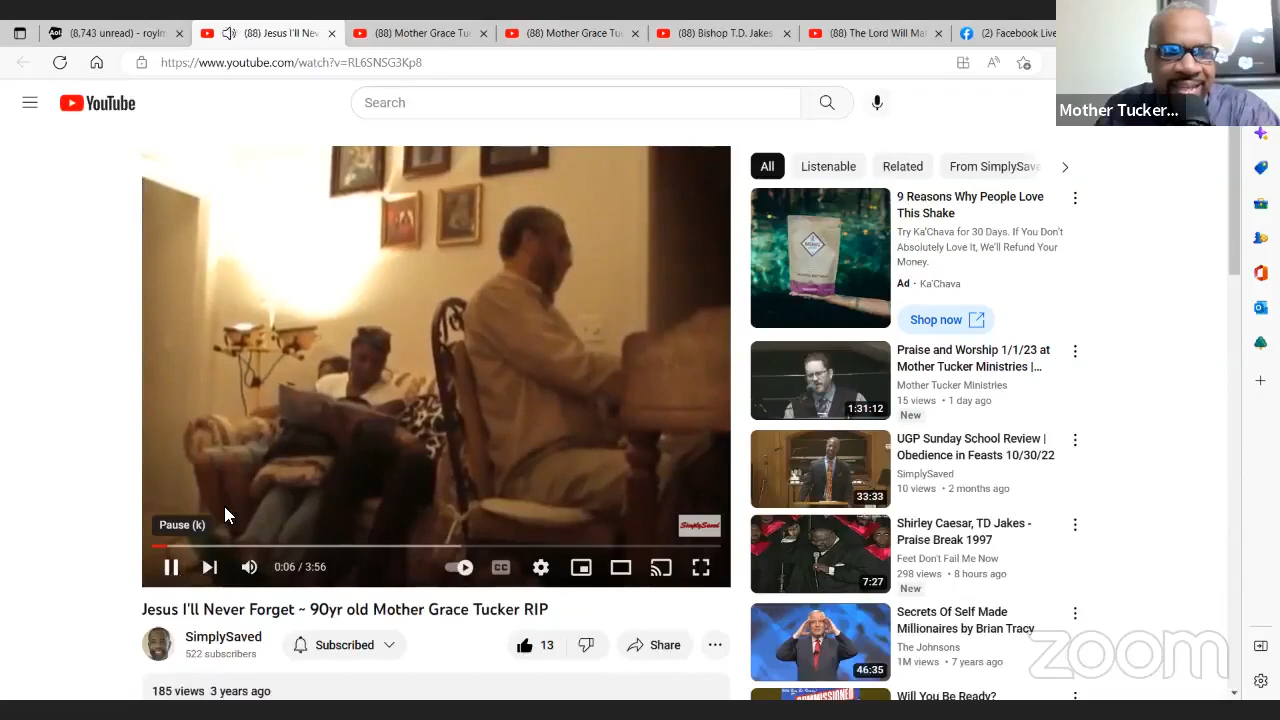 Aol. (8,743 unread) - roylm
(88) Jesus I'll Nev
(88) Mother Grace Tuc
(88) Mother Grace Tuc
(88) Bishop T.D. Jakes
(88) The Lord Will Ma
(2) Facebook Live
https://www.youtube.com/watch?v=RL6SNSG3Kp8
YouTube
Search
Mother Tucker...
All
Listenable
Related
From SimplySave
9 Reasons Why People Love
This Shake
Try Ka'Chava for 30 Days. If You Don't
Absolutely Love It, We'll Refund Your
Money.
Ad · Ka'Chava
Shop now
Praise and Worship 1/1/23 at
Mother Tucker Ministries |...
Mother Tucker Ministries
15 views • 1 day ago
New
1:31:12
UGP Sunday School Review |
Obedience in Feasts 10/30/22
SimplySaved
10 views • 2 months ago
33:33
Shirley Caesar, TD Jakes -
Praise Break 1997
Feet Don't Fail Me Now
298 views • 8 hours ago
New
7:27
Secrets Of Self Made
Millionaires by Brian Tracy
The Johnsons
1M views • 7 years ago
46:35
Will You Be Ready?
COMMISSIONED
Pause (k)
SimplySaved
0:06 / 3:56
CC
Jesus I'll Never Forget ~ 90yr old Mother Grace Tucker RIP
SimplySaved
522 subscribers
Subscribed
13
Share
185 views 3 years ago
zoom